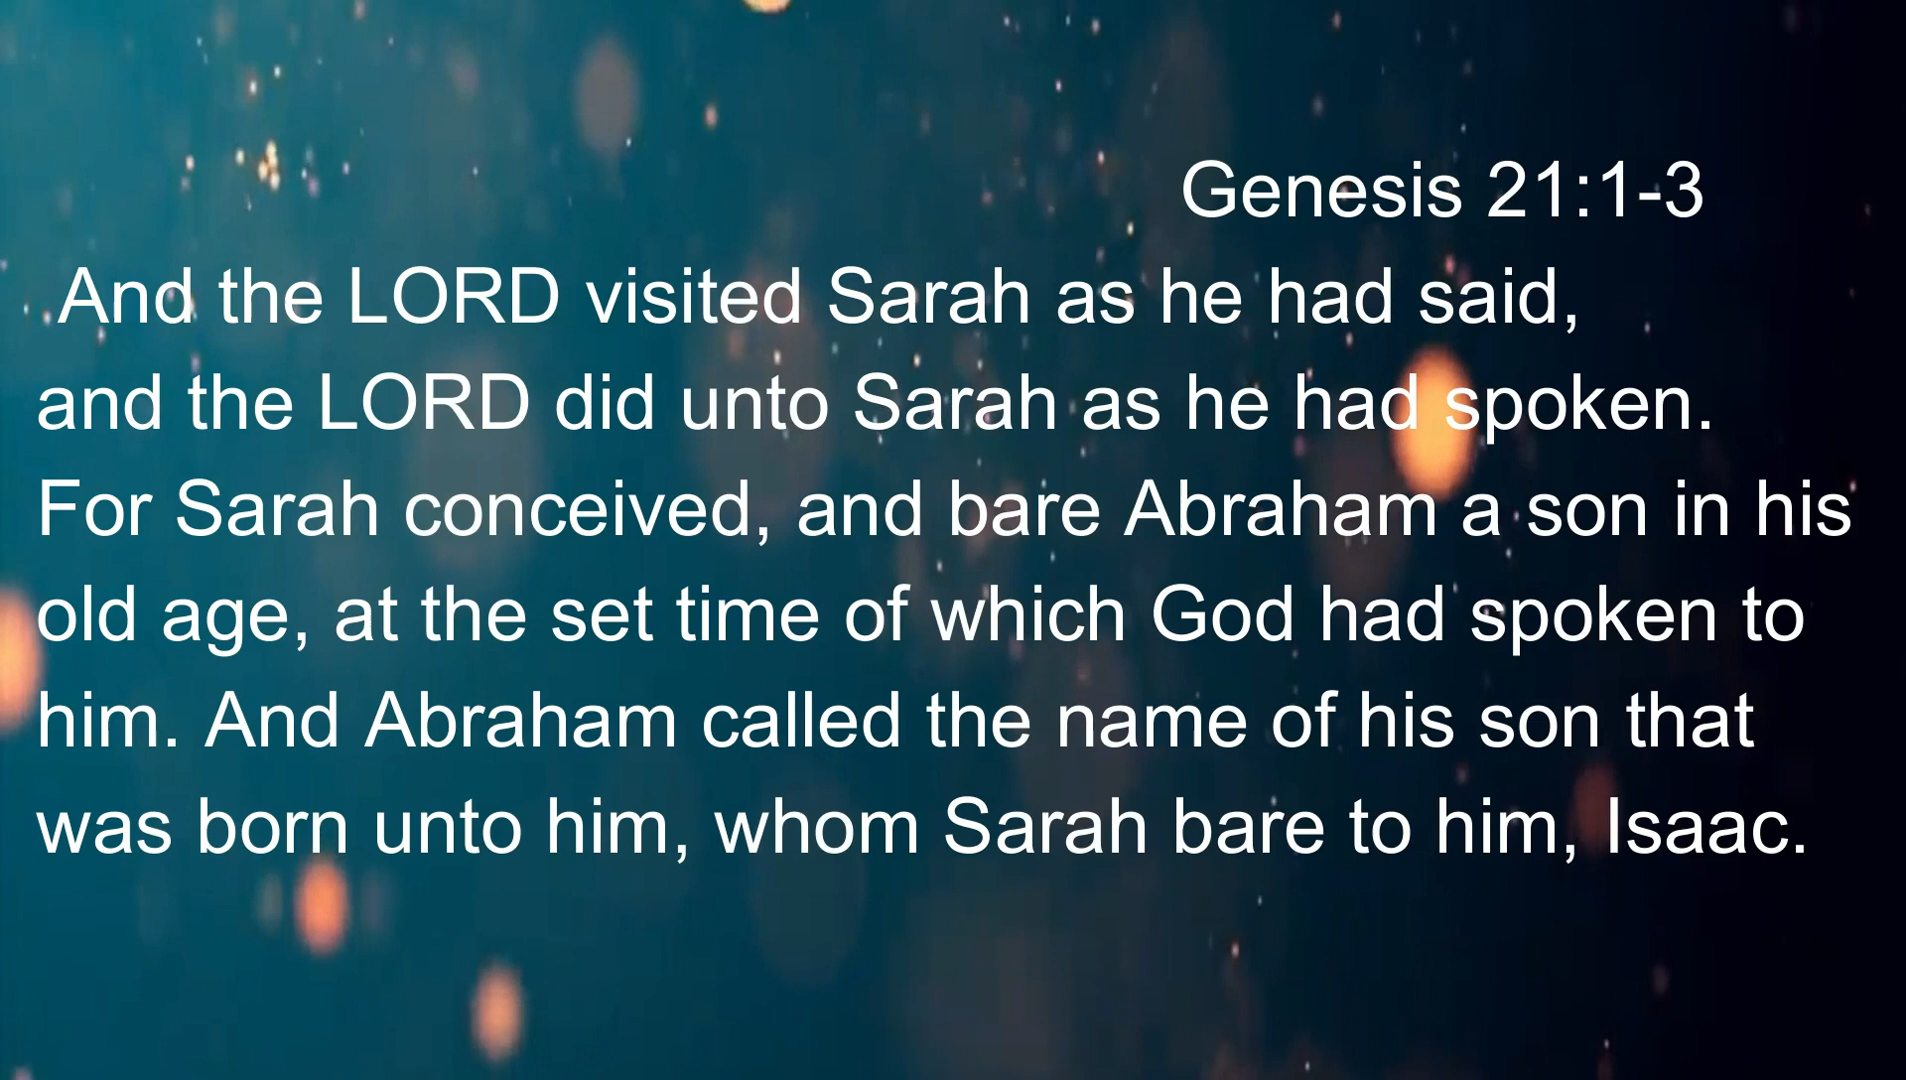 Genesis 21:1-3
And the LORD visited Sarah as he had said,
and the LORD did unto Sarah as he had spoken.
For Sarah conceived, and bare Abraham a son in his
old age, at the set time of which God had spoken to
him. And Abraham called the name of his son that
was born unto him, whom Sarah bare to him, Isaac.